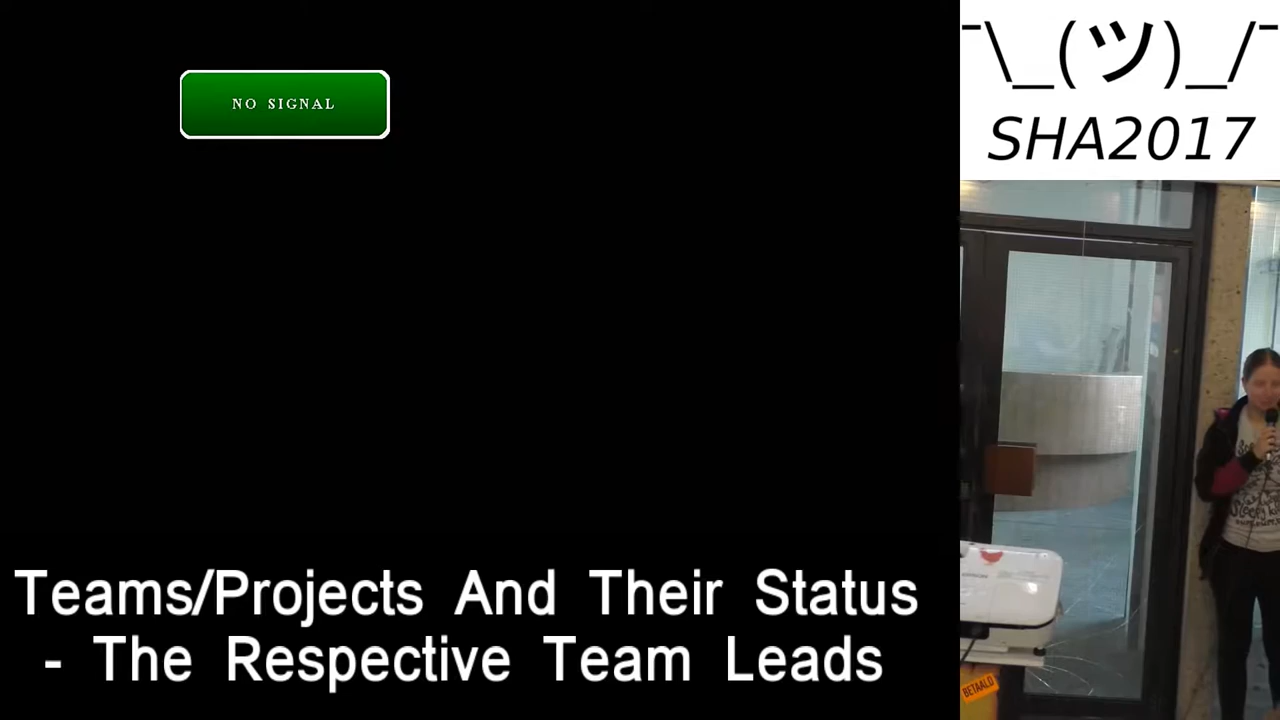 NO SIGNAL
¯\_(ツ)_/¯
SHA2017
Teams/Projects And Their Status
- The Respective Team Leads
BETAALD